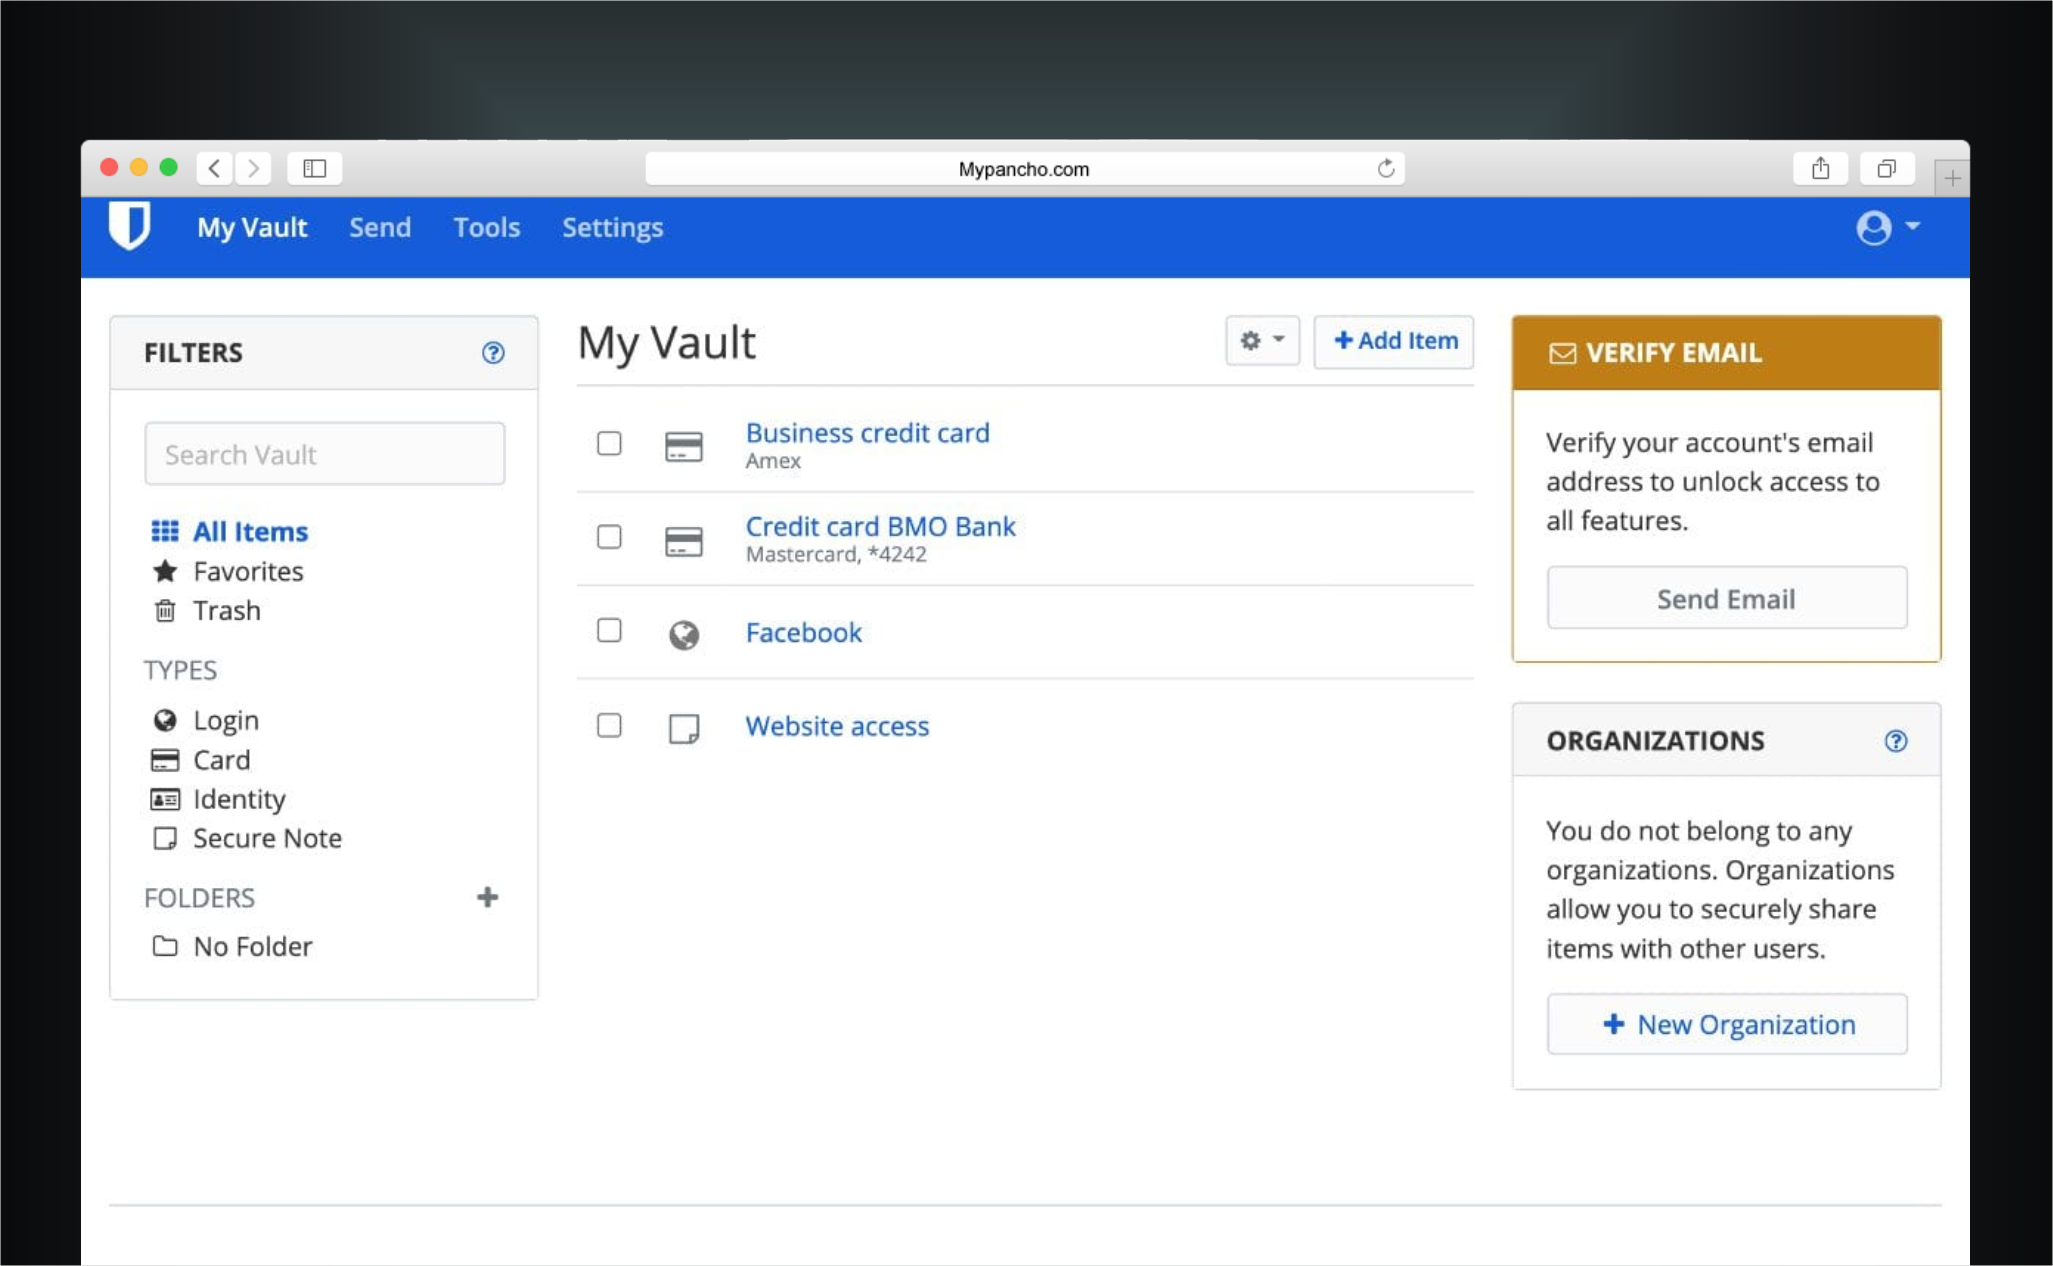 Mypancho.com
My Vault Send Tools Settings
FILTERS
Search Vault
All Items
Favorites
Trash
TYPES
Login
Card
Identity
Secure Note
FOLDERS
No Folder
My Vault
Add Item
Business credit card
Amex
Credit card BMO Bank
Mastercard, *4242
Facebook
Website access
VERIFY EMAIL
Verify your account's email
address to unlock access to
all features.
Send Email
ORGANIZATIONS
You do not belong to any
organizations. Organizations
allow you to securely share
items with other users.
New Organization